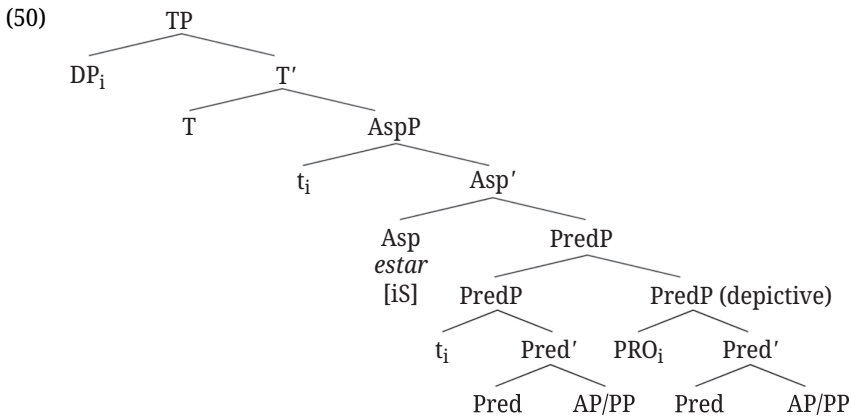 (50) TP
DPᵢ T′
T AspP
tᵢ Asp′
Asp PredP
estar
[iS] PredP PredP (depictive)
tᵢ Pred′ PROᵢ Pred′
Pred AP/PP Pred AP/PP